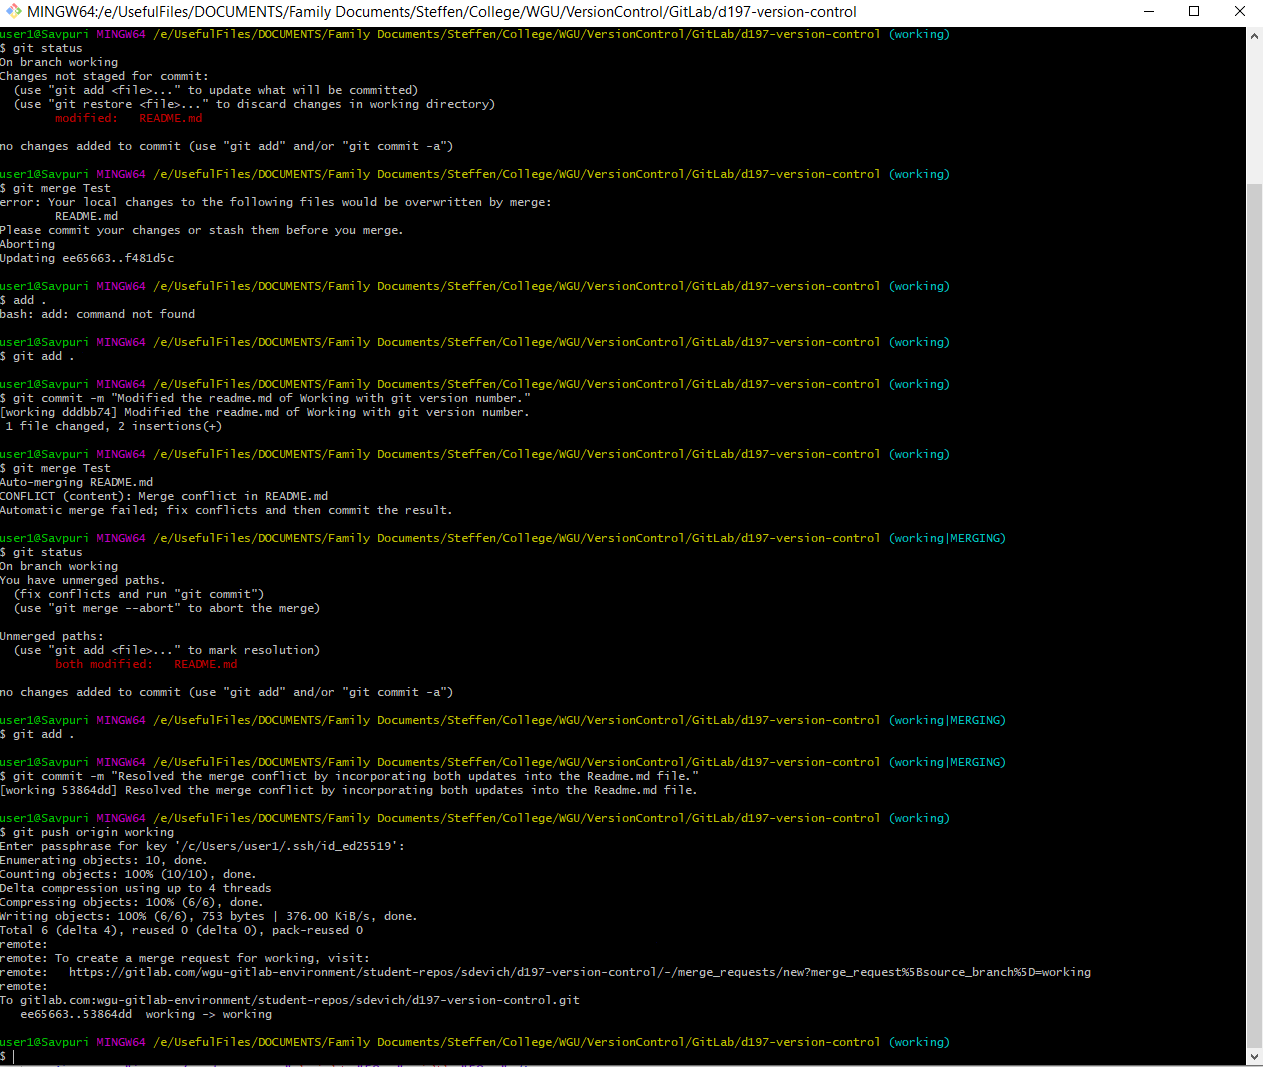 MINGW64:/e/UsefulFiles/DOCUMENTS/Family Documents/Steffen/College/WGU/VersionControl/GitLab/d197-version-control
user1@Savpuri MINGW64 /e/UsefulFiles/DOCUMENTS/Family Documents/Steffen/College/WGU/VersionControl/GitLab/d197-version-control (working)
$ git status
On branch working
Changes not staged for commit:
  (use "git add <file>..." to update what will be committed)
  (use "git restore <file>..." to discard changes in working directory)
        modified:   README.md

no changes added to commit (use "git add" and/or "git commit -a")

user1@Savpuri MINGW64 /e/UsefulFiles/DOCUMENTS/Family Documents/Steffen/College/WGU/VersionControl/GitLab/d197-version-control (working)
$ git merge Test
error: Your local changes to the following files would be overwritten by merge:
        README.md
Please commit your changes or stash them before you merge.
Aborting
Updating ee65663..f481d5c

user1@Savpuri MINGW64 /e/UsefulFiles/DOCUMENTS/Family Documents/Steffen/College/WGU/VersionControl/GitLab/d197-version-control (working)
$ add .
bash: add: command not found

user1@Savpuri MINGW64 /e/UsefulFiles/DOCUMENTS/Family Documents/Steffen/College/WGU/VersionControl/GitLab/d197-version-control (working)
$ git add .

user1@Savpuri MINGW64 /e/UsefulFiles/DOCUMENTS/Family Documents/Steffen/College/WGU/VersionControl/GitLab/d197-version-control (working)
$ git commit -m "Modified the readme.md of Working with git version number."
[working dddbb74] Modified the readme.md of Working with git version number.
 1 file changed, 2 insertions(+)

user1@Savpuri MINGW64 /e/UsefulFiles/DOCUMENTS/Family Documents/Steffen/College/WGU/VersionControl/GitLab/d197-version-control (working)
$ git merge Test
Auto-merging README.md
CONFLICT (content): Merge conflict in README.md
Automatic merge failed; fix conflicts and then commit the result.

user1@Savpuri MINGW64 /e/UsefulFiles/DOCUMENTS/Family Documents/Steffen/College/WGU/VersionControl/GitLab/d197-version-control (working|MERGING)
$ git status
On branch working
You have unmerged paths.
  (fix conflicts and run "git commit")
  (use "git merge --abort" to abort the merge)

Unmerged paths:
  (use "git add <file>..." to mark resolution)
        both modified:   README.md

no changes added to commit (use "git add" and/or "git commit -a")

user1@Savpuri MINGW64 /e/UsefulFiles/DOCUMENTS/Family Documents/Steffen/College/WGU/VersionControl/GitLab/d197-version-control (working|MERGING)
$ git add .

user1@Savpuri MINGW64 /e/UsefulFiles/DOCUMENTS/Family Documents/Steffen/College/WGU/VersionControl/GitLab/d197-version-control (working|MERGING)
$ git commit -m "Resolved the merge conflict by incorporating both updates into the Readme.md file."
[working 53864dd] Resolved the merge conflict by incorporating both updates into the Readme.md file.

user1@Savpuri MINGW64 /e/UsefulFiles/DOCUMENTS/Family Documents/Steffen/College/WGU/VersionControl/GitLab/d197-version-control (working)
$ git push origin working
Enter passphrase for key '/c/Users/user1/.ssh/id_ed25519':
Enumerating objects: 10, done.
Counting objects: 100% (10/10), done.
Delta compression using up to 4 threads
Compressing objects: 100% (6/6), done.
Writing objects: 100% (6/6), 753 bytes | 376.00 KiB/s, done.
Total 6 (delta 4), reused 0 (delta 0), pack-reused 0
remote:
remote: To create a merge request for working, visit:
remote:   https://gitlab.com/wgu-gitlab-environment/student-repos/sdevich/d197-version-control/-/merge_requests/new?merge_request%5Bsource_branch%5D=working
remote:
To gitlab.com:wgu-gitlab-environment/student-repos/sdevich/d197-version-control.git
   ee65663..53864dd  working -> working

user1@Savpuri MINGW64 /e/UsefulFiles/DOCUMENTS/Family Documents/Steffen/College/WGU/VersionControl/GitLab/d197-version-control (working)
$